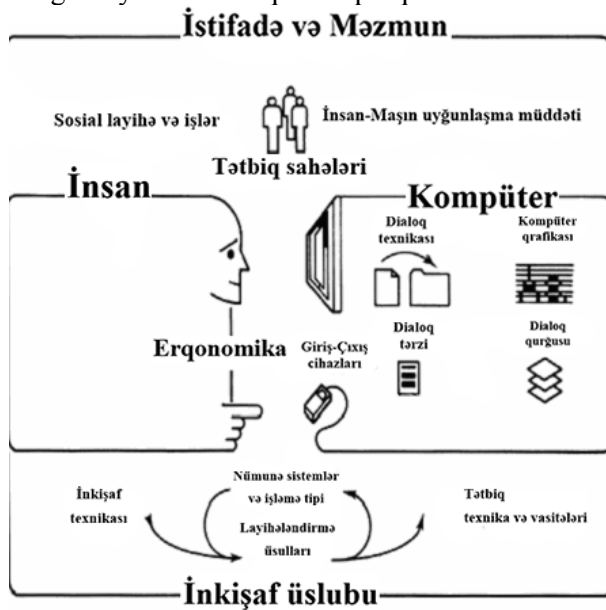 İstifadə və Məzmun
Sosial layihə və işlər
İnsan-Maşın uyğunlaşma müddəti
Tətbiq sahələri
İnsan
Kompüter
Dialoq
texnikası
Kompüter
qrafikası
Erqonomika
Giriş-Çıxış
cihazları
Dialoq
tərzi
Dialoq
qurğusu
İnkişaf
texnikası
Nümunə sistemlər
və işləmə tipi
Layihələndirmə
üsulları
Tətbiq
texnika və vasitələri
İnkişaf üslubu